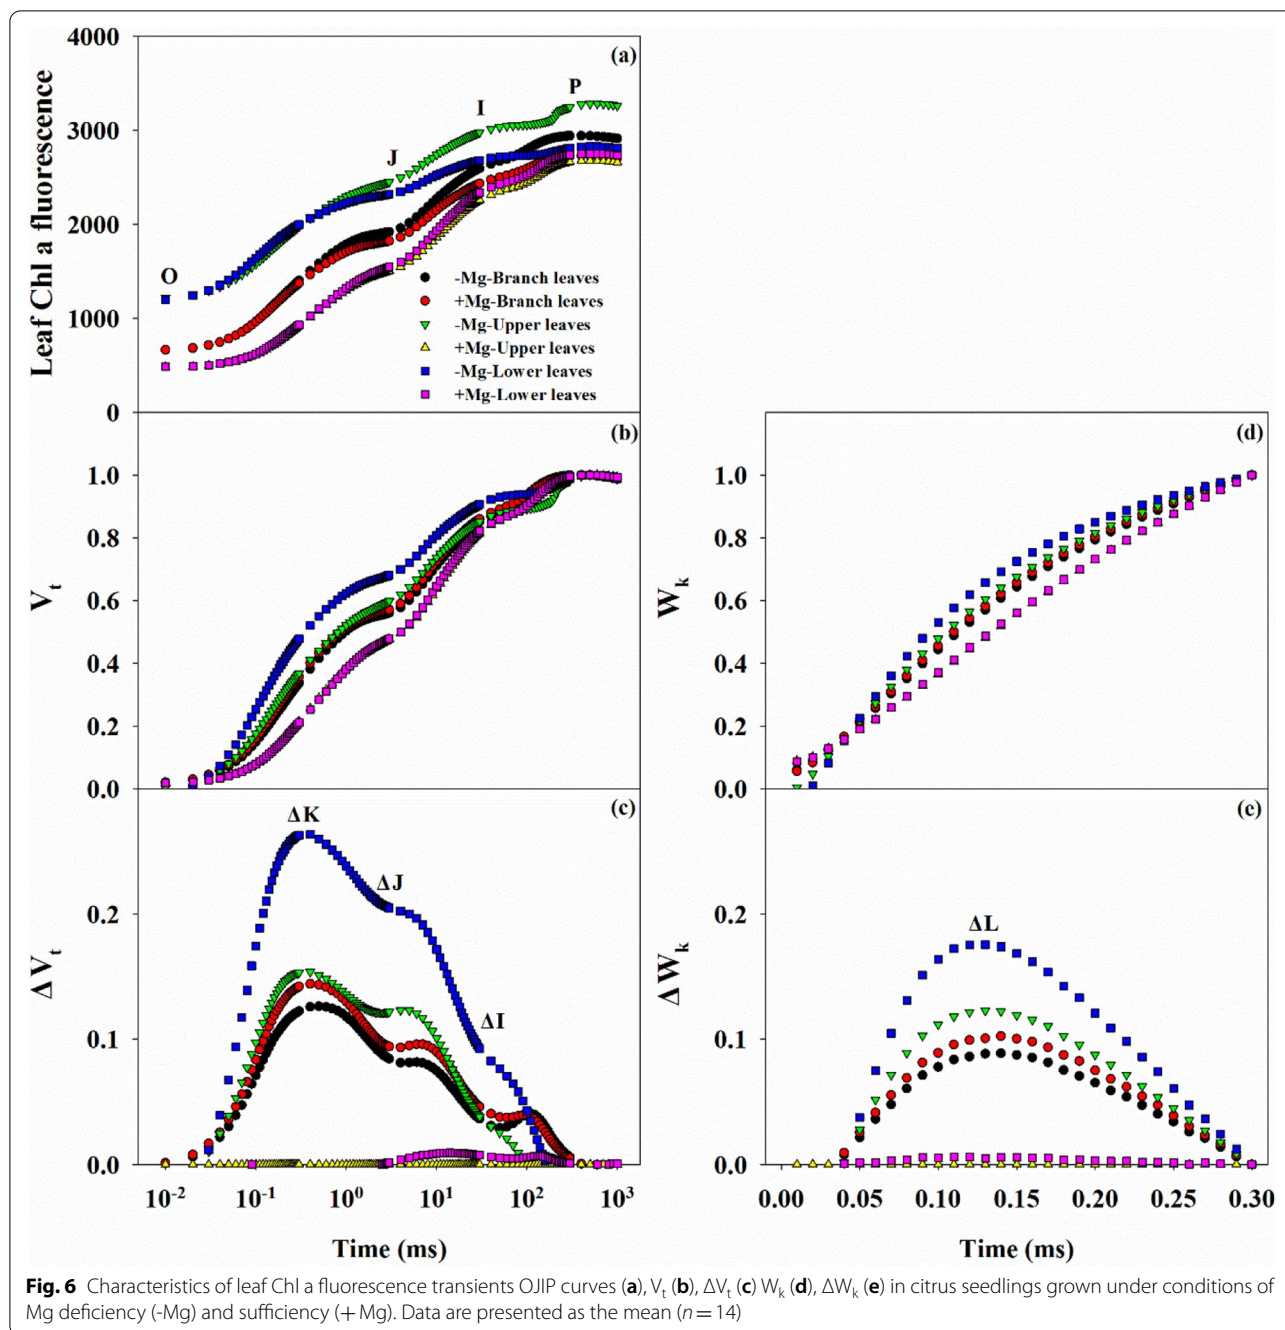 4000
(a)
P
I
3000
J
2000
O
1000
0
Leaf Chl a fluorescence
-Mg-Branch leaves
+Mg-Branch leaves
-Mg-Upper leaves
+Mg-Upper leaves
-Mg-Lower leaves
+Mg-Lower leaves
(b)
1.0
0.8
0.6
0.4
0.2
0.0
Vt
(d)
1.0
0.8
0.6
0.4
0.2
0.0
Wk
(c)
ΔK
ΔJ
ΔI
0.2
0.1
0.0
ΔVt
10-2 10-1 100 101 102 103
Time (ms)
(e)
ΔL
0.2
0.1
0.0
ΔWk
0.00 0.05 0.10 0.15 0.20 0.25 0.30
Time (ms)
Fig. 6 Characteristics of leaf Chl a fluorescence transients OJIP curves (a), Vt (b), ΔVt (c) Wk (d), ΔWk (e) in citrus seedlings grown under conditions of
Mg deficiency (-Mg) and sufficiency (+ Mg). Data are presented as the mean (n = 14)